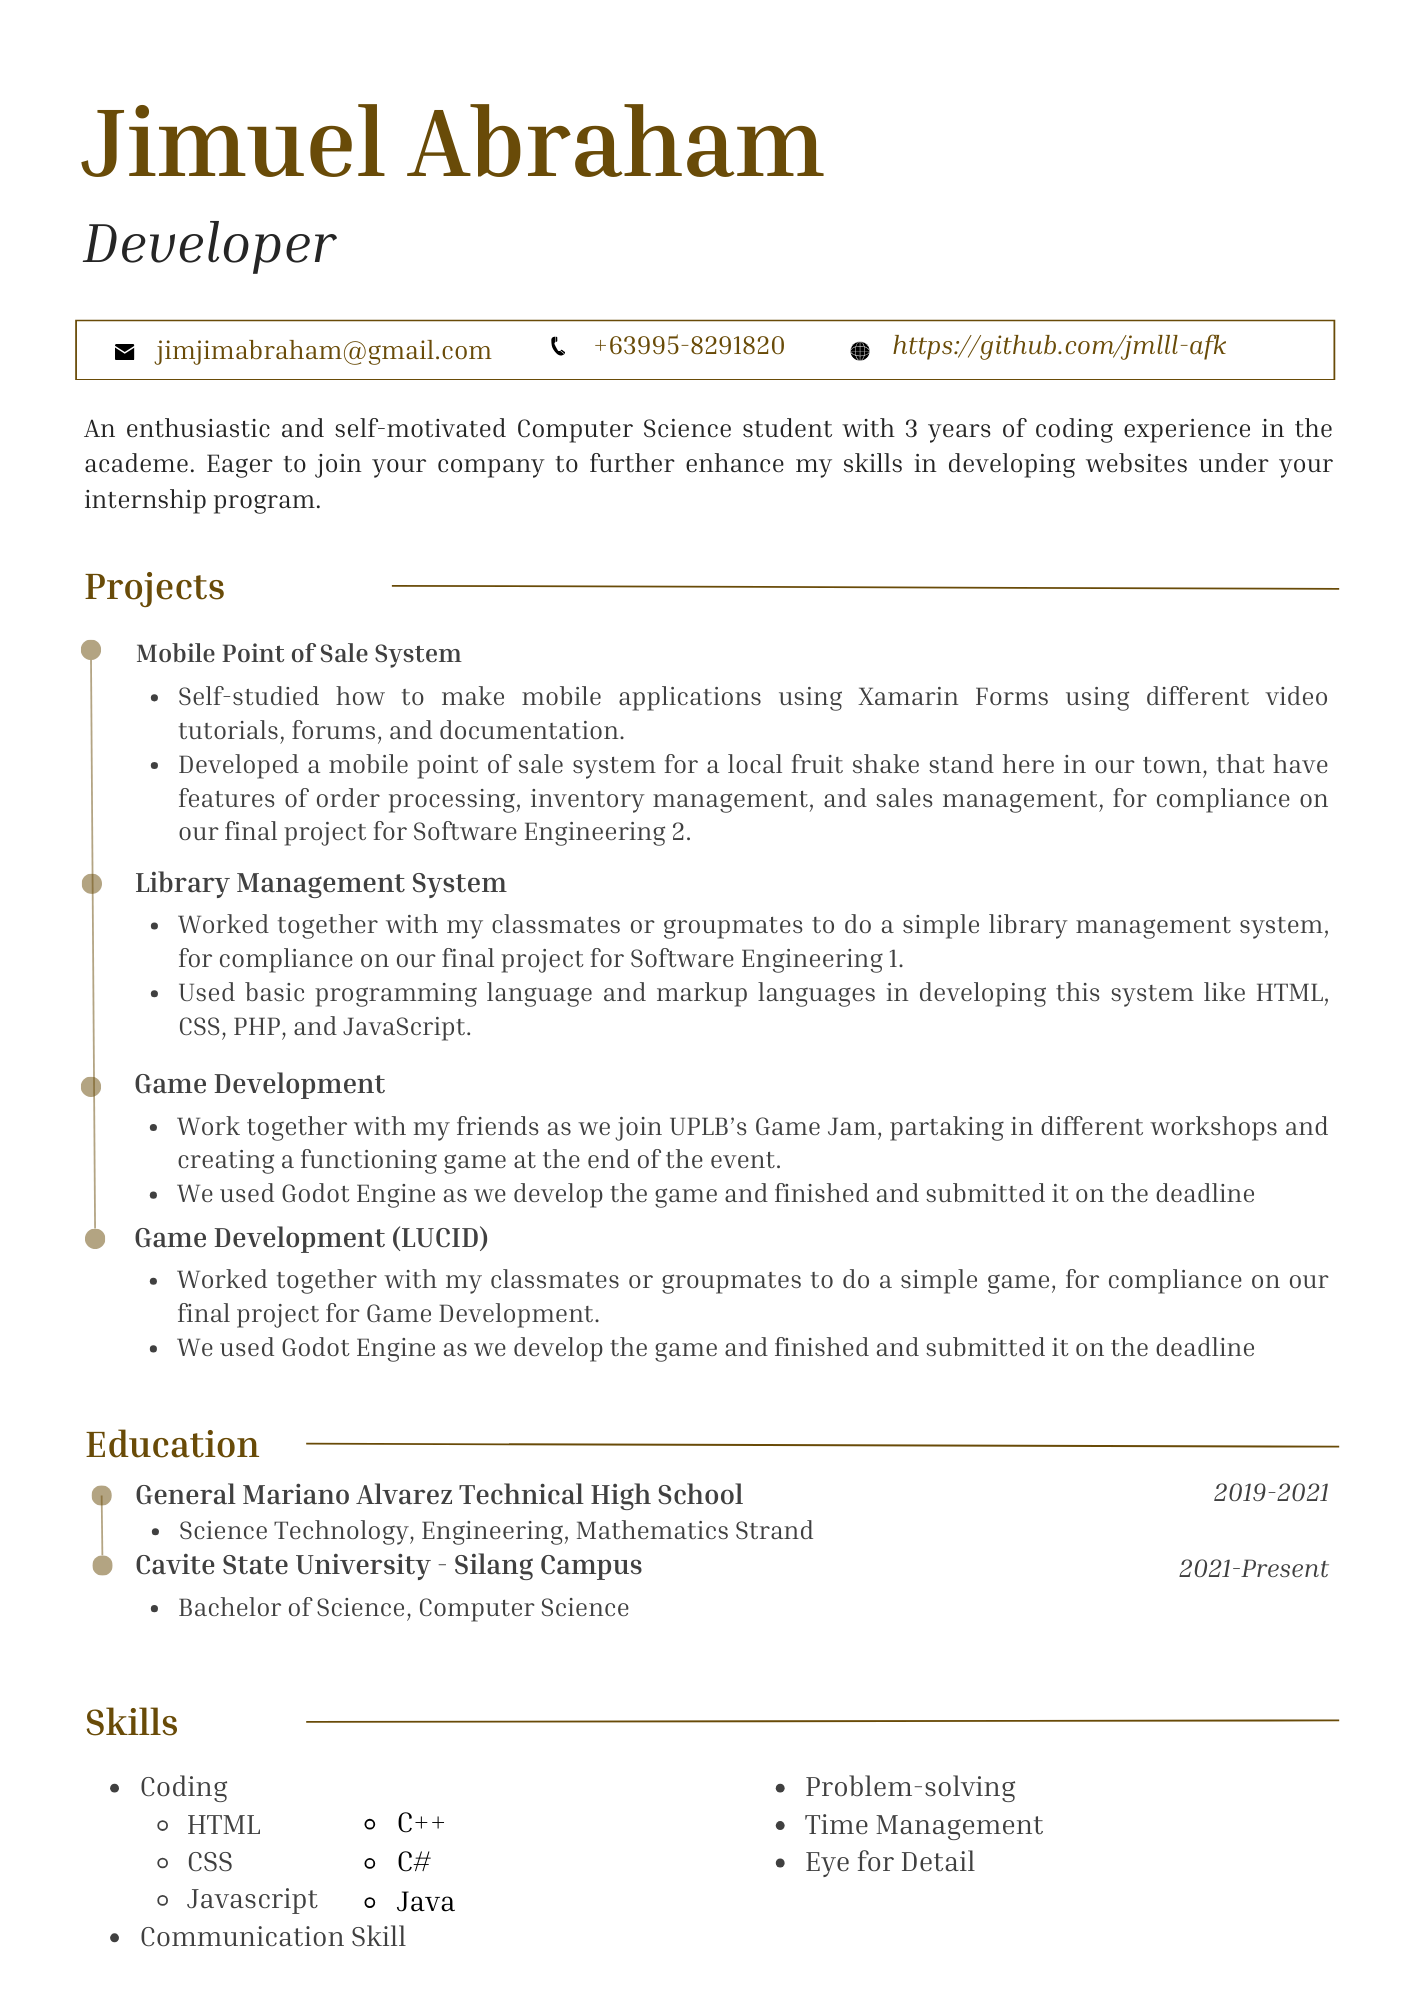 Jimuel Abraham
Developer
jimjimabraham@gmail.com +63995-8291820 https://github.com/jmlll-afk
An enthusiastic and self-motivated Computer Science student with 3 years of coding experience in the
academe. Eager to join your company to further enhance my skills in developing websites under your
internship program.
Projects
Mobile Point of Sale System
• Self-studied how to make mobile applications using Xamarin Forms using different video
tutorials, forums, and documentation.
• Developed a mobile point of sale system for a local fruit shake stand here in our town, that have
features of order processing, inventory management, and sales management, for compliance on
our final project for Software Engineering 2.
Library Management System
• Worked together with my classmates or groupmates to do a simple library management system,
for compliance on our final project for Software Engineering 1.
• Used basic programming language and markup languages in developing this system like HTML,
CSS, PHP, and JavaScript.
Game Development
• Work together with my friends as we join UPLB’s Game Jam, partaking in different workshops and
creating a functioning game at the end of the event.
• We used Godot Engine as we develop the game and finished and submitted it on the deadline
Game Development (LUCID)
• Worked together with my classmates or groupmates to do a simple game, for compliance on our
final project for Game Development.
• We used Godot Engine as we develop the game and finished and submitted it on the deadline
Education
General Mariano Alvarez Technical High School 2019-2021
• Science Technology, Engineering, Mathematics Strand
Cavite State University - Silang Campus 2021-Present
• Bachelor of Science, Computer Science
Skills
• Coding
◦ HTML
◦ CSS
◦ Javascript
◦ C++
◦ C#
◦ Java
• Communication Skill
• Problem-solving
• Time Management
• Eye for Detail